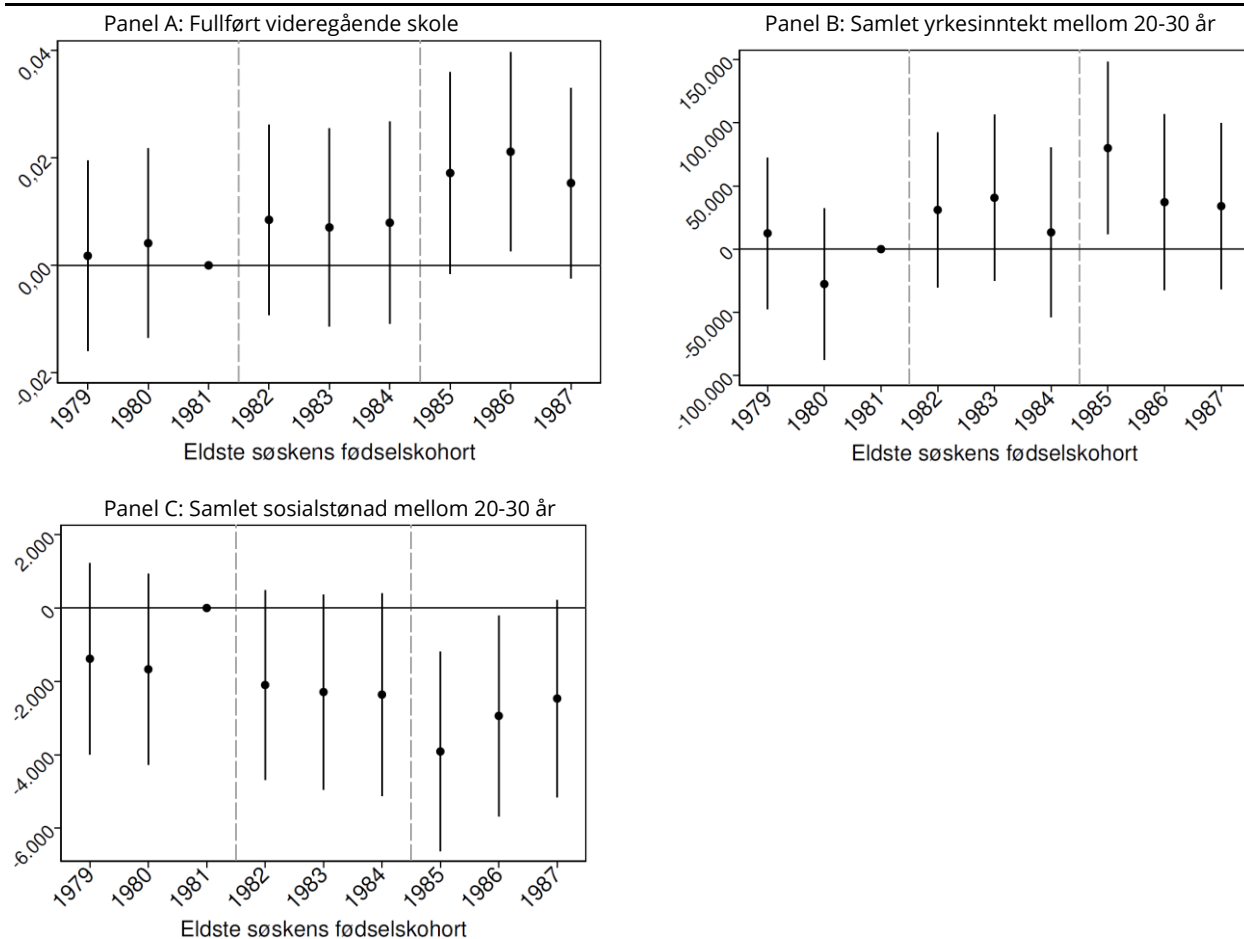 Panel A: Fullført videregående skole
0,04
0,02
0,00
-0,02
1979 1980 1981 1982 1983 1984 1985 1986 1987
Eldste søskens fødselskohort
Panel B: Samlet yrkesinntekt mellom 20-30 år
150.000
100.000
50.000
0
-50.000
-100.000
1979 1980 1981 1982 1983 1984 1985 1986 1987
Eldste søskens fødselskohort
Panel C: Samlet sosialstønad mellom 20-30 år
2.000
0
-2.000
-4.000
-6.000
1979 1980 1981 1982 1983 1984 1985 1986 1987
Eldste søskens fødselskohort